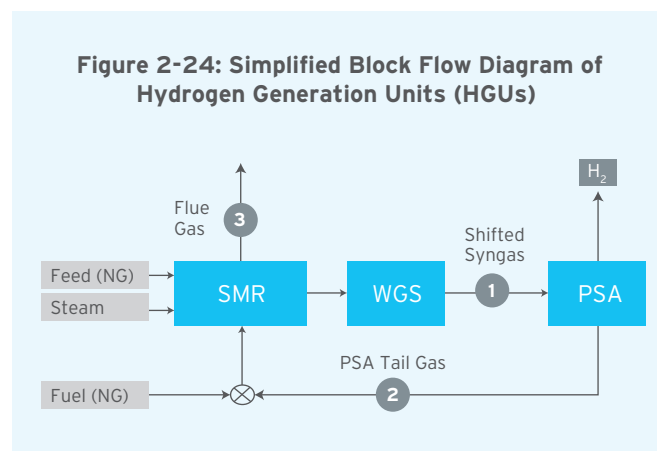 Figure 2-24: Simplified Block Flow Diagram of
Hydrogen Generation Units (HGUs)
H2
Flue
Gas
3
Shifted
Syngas
Feed (NG)
Steam
SMR
WGS
1
PSA
PSA Tail Gas
Fuel (NG)
2